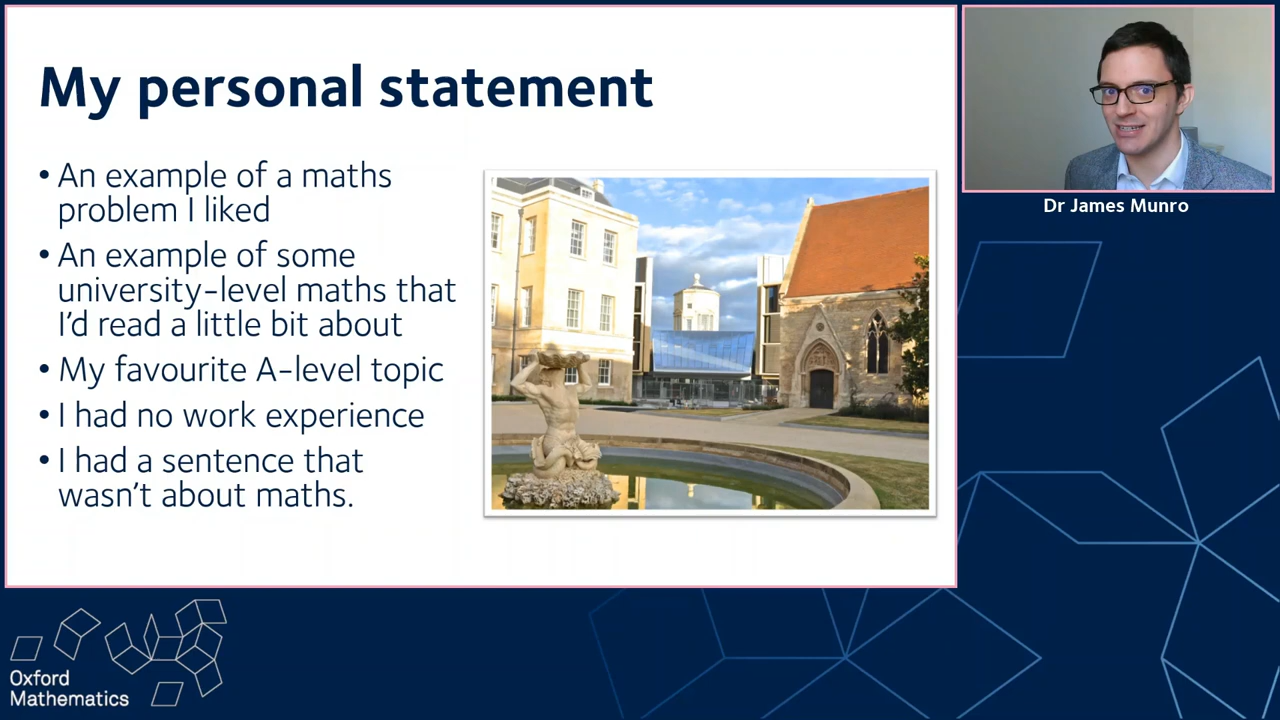 My personal statement
• An example of a maths
problem I liked
• An example of some
university-level maths that
I'd read a little bit about
• My favourite A-level topic
• I had no work experience
• I had a sentence that
wasn't about maths.
Dr James Munro
Oxford
Mathematics